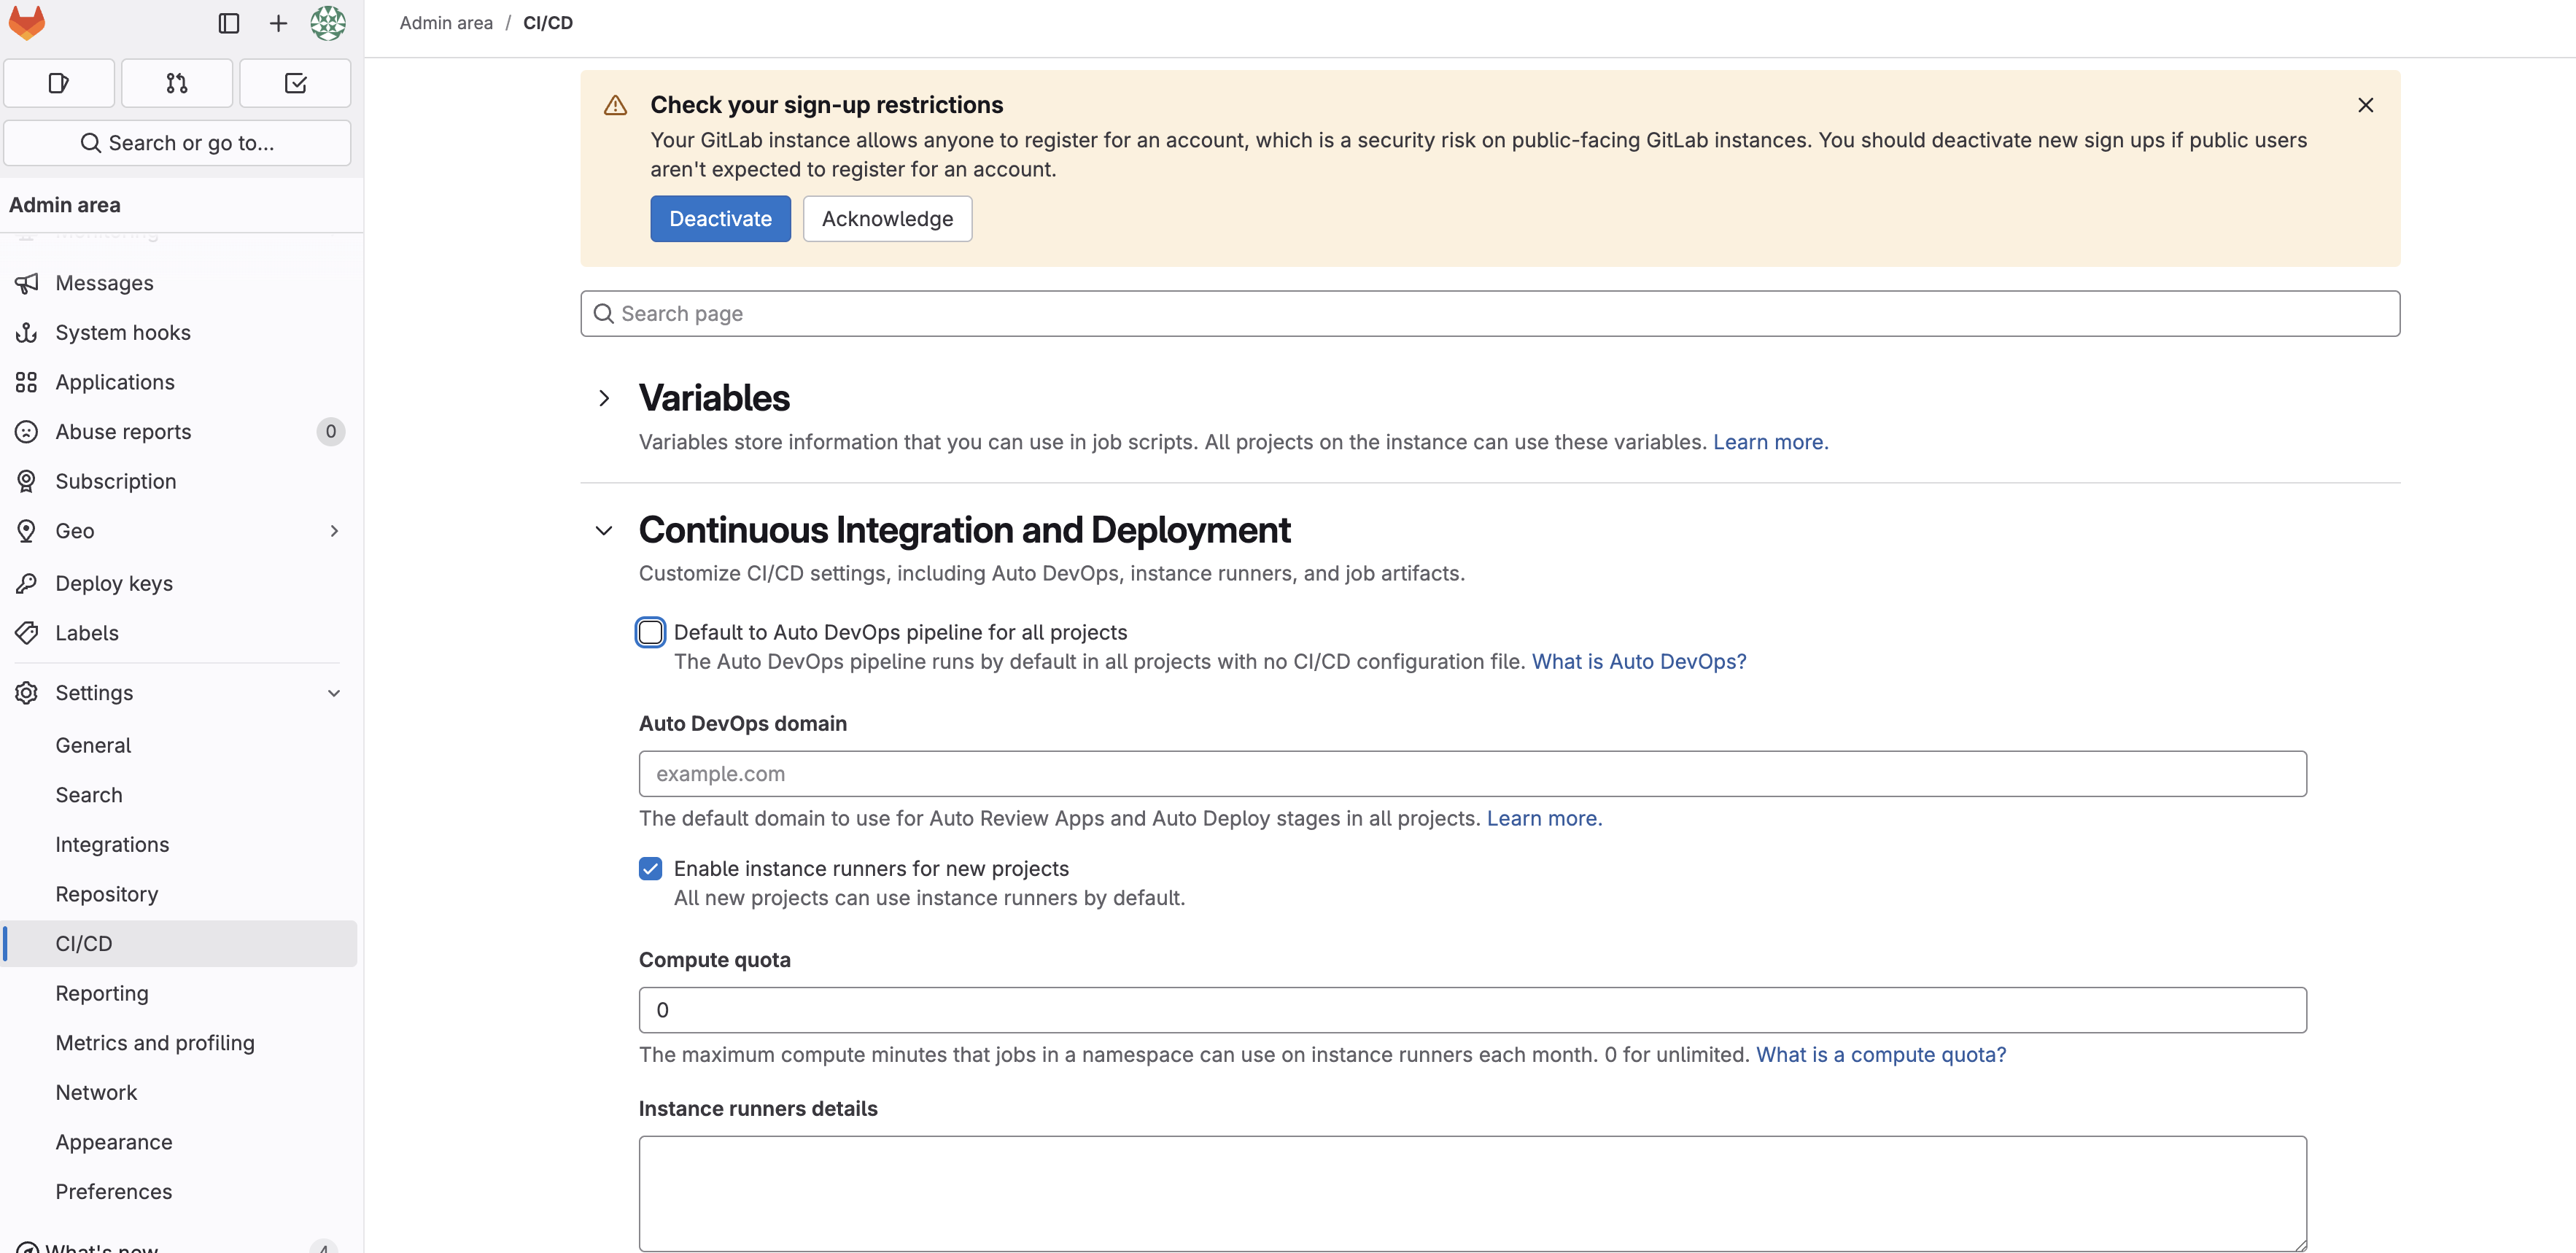 Admin area / CI/CD
Search or go to...
Admin area
Messages
System hooks
Applications
Abuse reports 0
Subscription
Geo
Deploy keys
Labels
Settings
General
Search
Integrations
Repository
CI/CD
Reporting
Metrics and profiling
Network
Appearance
Preferences
What's new 4
Check your sign-up restrictions
Your GitLab instance allows anyone to register for an account, which is a security risk on public-facing GitLab instances. You should deactivate new sign ups if public users
aren't expected to register for an account.
Deactivate Acknowledge
Search page
Variables
Variables store information that you can use in job scripts. All projects on the instance can use these variables. Learn more.
Continuous Integration and Deployment
Customize CI/CD settings, including Auto DevOps, instance runners, and job artifacts.
Default to Auto DevOps pipeline for all projects
The Auto DevOps pipeline runs by default in all projects with no CI/CD configuration file. What is Auto DevOps?
Auto DevOps domain
example.com
The default domain to use for Auto Review Apps and Auto Deploy stages in all projects. Learn more.
Enable instance runners for new projects
All new projects can use instance runners by default.
Compute quota
0
The maximum compute minutes that jobs in a namespace can use on instance runners each month. 0 for unlimited. What is a compute quota?
Instance runners details